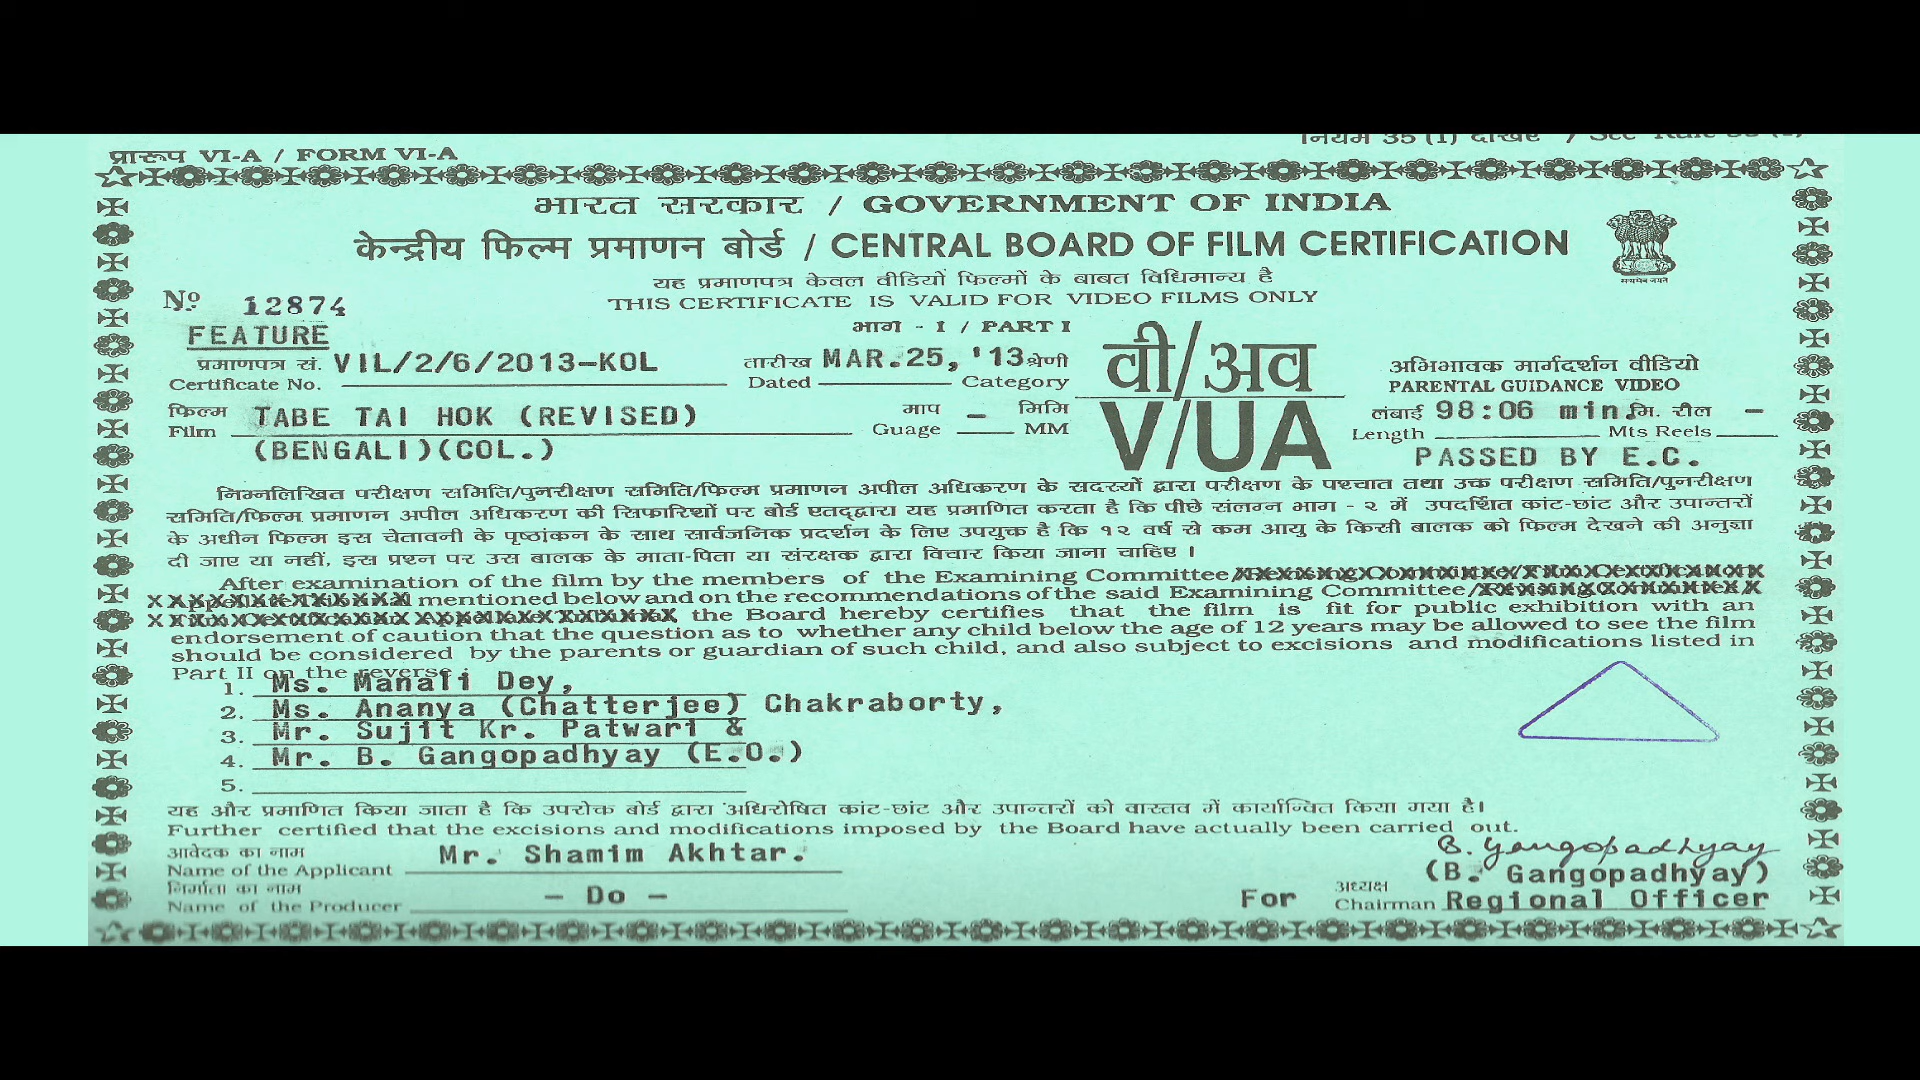 नियम 35 (1) देखिए / See Rule
प्रारूप VI-A / FORM VI-A
भारत सरकार / GOVERNMENT OF INDIA
केन्द्रीय फिल्म प्रमाणन बोर्ड / CENTRAL BOARD OF FILM CERTIFICATION
यह प्रमाणपत्र केवल वीडियों फिल्मों के बाबत विधिमान्य है
सत्यमेव जयते
Nº 12874
THIS CERTIFICATE IS VALID FOR VIDEO FILMS ONLY
FEATURE
भाग - I / PART I
प्रमाणपत्र सं. VIL/2/6/2013-KOL तारीख MAR.25, '13 श्रेणी वी/अव अभिभावक मार्गदर्शन वीडियो
Certificate No. Dated Category PARENTAL GUIDANCE VIDEO
फिल्म TABE TAI HOK (REVISED) माप - मिमि V/UA लंबाई 98:06 min. मि. रील -
Film Guage MM Length Mts Reels
(BENGALI)(COL.) PASSED BY E.C.
निम्नलिखित परीक्षण समिति/पुनरीक्षण समिति/फिल्म प्रमाणन अपील अधिकरण के सदस्यों द्वारा परीक्षण के पश्चात तथा उक्त परीक्षण समिति/पुनरीक्षण
समिति/फिल्म प्रमाणन अपील अधिकरण की सिफारिशों पर बोर्ड एतद्द्वारा यह प्रमाणित करता है कि पीछे संलग्न भाग - २ में उपदर्शित कांट-छांट और उपान्तरों
के अधीन फिल्म इस चेतावनी के पृष्ठांकन के साथ सार्वजनिक प्रदर्शन के लिए उपयुक्त है कि १२ वर्ष से कम आयु के किसी बालक को फिल्म देखने की अनुज्ञा
दी जाए या नहीं, इस प्रश्न पर उस बालक के माता-पिता या संरक्षक द्वारा विचार किया जाना चाहिए ।
After examination of the film by the members of the Examining Committee/
mentioned below and on the recommendations of the said Examining Committee/
the Board hereby certifies that the film is fit for public exhibition with an
endorsement of caution that the question as to whether any child below the age of 12 years may be allowed to see the film
should be considered by the parents or guardian of such child, and also subject to excisions and modifications listed in
Part II on the reverse :
1. Ms. Manali Dey,
2. Ms. Ananya (Chatterjee) Chakraborty,
3. Mr. Sujit Kr. Patwari &
4. Mr. B. Gangopadhyay (E.O.)
5.
यह और प्रमाणित किया जाता है कि उपरोक्त बोर्ड द्वारा अधिरोषित कांट-छांट और उपान्तरों को वास्तव में कार्यान्वित किया गया है।
Further certified that the excisions and modifications imposed by the Board have actually been carried out.
B. Gangopadhyay
आवेदक का नाम Mr. Shamim Akhtar.
Name of the Applicant
(B. Gangopadhyay)
निर्माता का नाम - Do -
Name of the Producer
For अध्यक्ष
Chairman Regional Officer